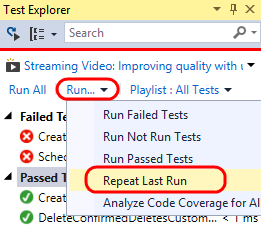 Test Explorer
Search
Streaming Video: Improving quality with
Run All Run... Playlist : All Tests
Failed Te
Run Failed Tests
Creat
Run Not Run Tests
Sched
Run Passed Tests
Passed T
Repeat Last Run
Creat
Analyze Code Coverage for Al
DeleteConfirmedDeletesCustom... < 1 ms